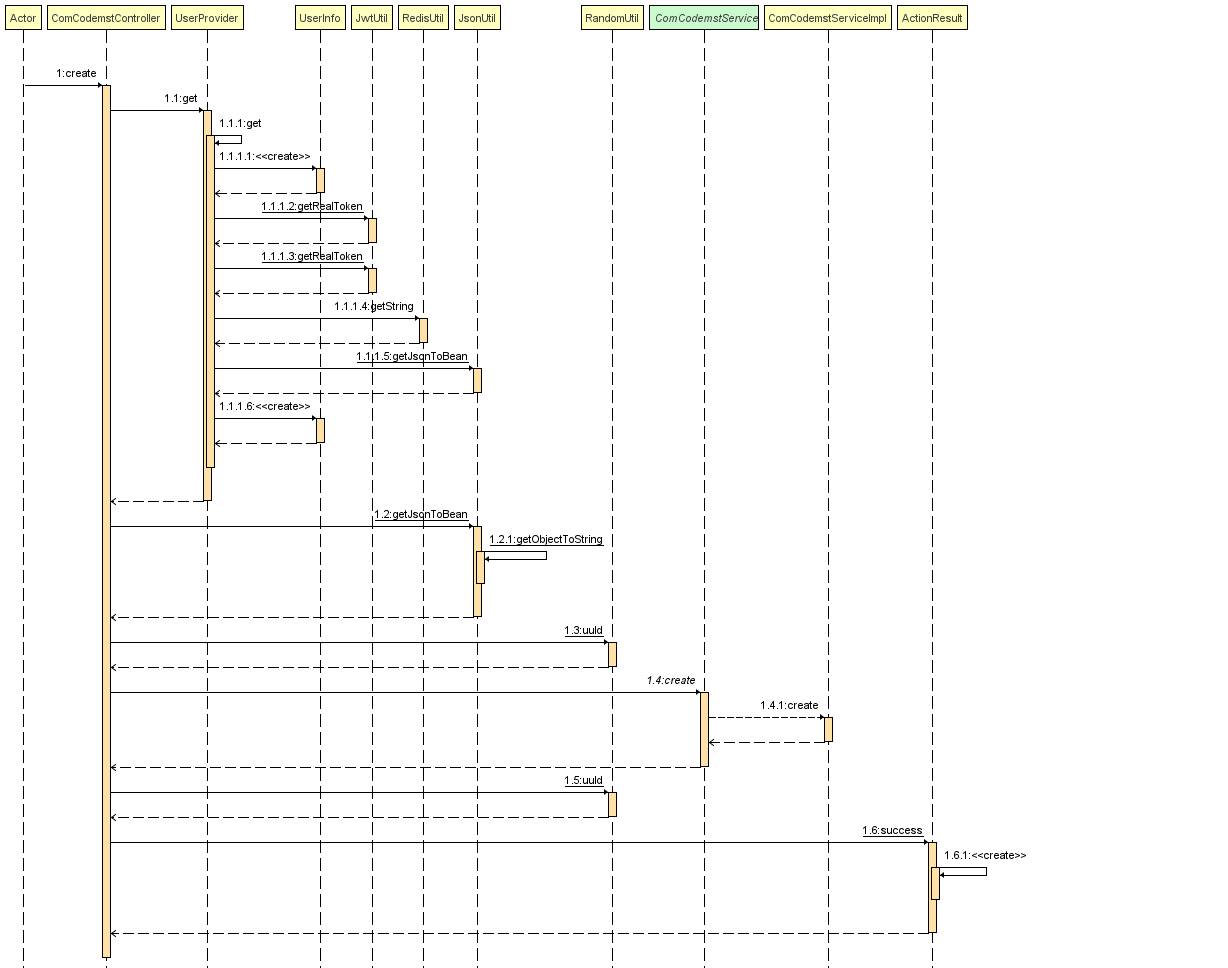 Actor
ComCodemstController
UserProvider
UserInfo
JwtUtil
RedisUtil
JsonUtil
RandomUtil
ComCodemstService
ComCodemstServiceImpl
ActionResult
1:create
1.1:get
1.1.1:get
1.1.1.1:<<create>>
1.1.1.2:getRealToken
1.1.1.3:getRealToken
1.1.1.4:getString
1.1.1.5:getJsonToBean
1.1.1.6:<<create>>
1.2:getJsonToBean
1.2.1:getObjectToString
1.3:uuId
1.4:create
1.4.1:create
1.5:uuId
1.6:success
1.6.1:<<create>>